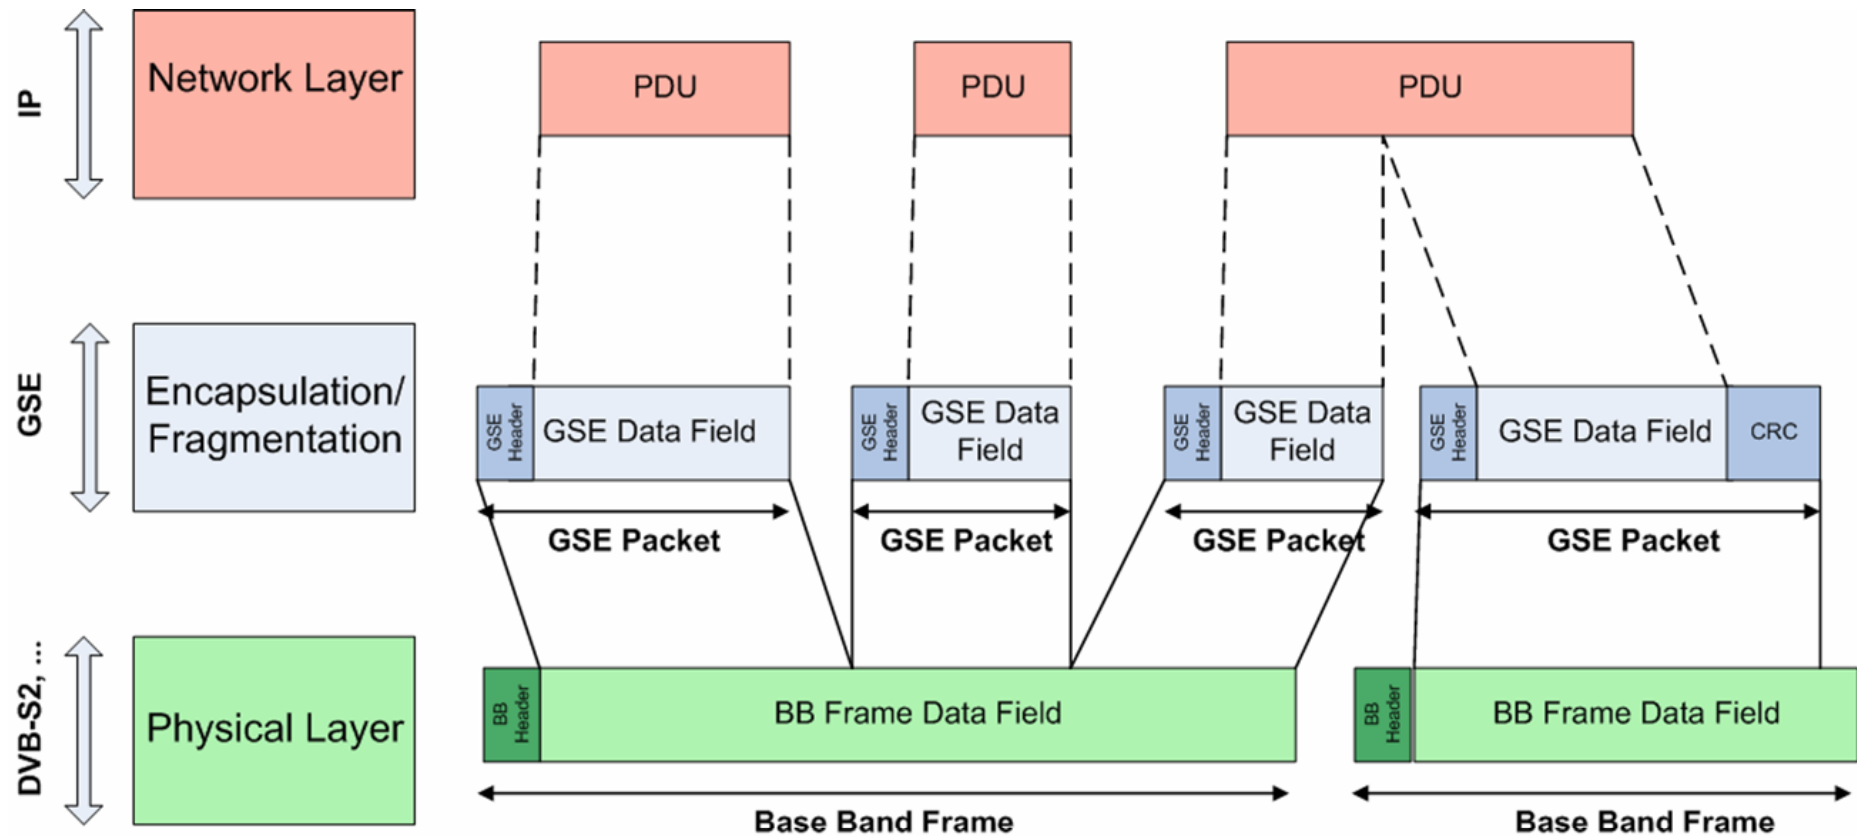 IP
Network Layer
PDU
PDU
PDU
GSE
Encapsulation/
Fragmentation
GSE
Header
GSE Data Field
GSE
Header
GSE Data
Field
GSE
Header
GSE Data
Field
GSE
Header
GSE Data Field
CRC
GSE Packet
GSE Packet
GSE Packet
GSE Packet
DVB-S2, ...
Physical Layer
BB
Header
BB Frame Data Field
BB
Header
BB Frame Data Field
Base Band Frame
Base Band Frame